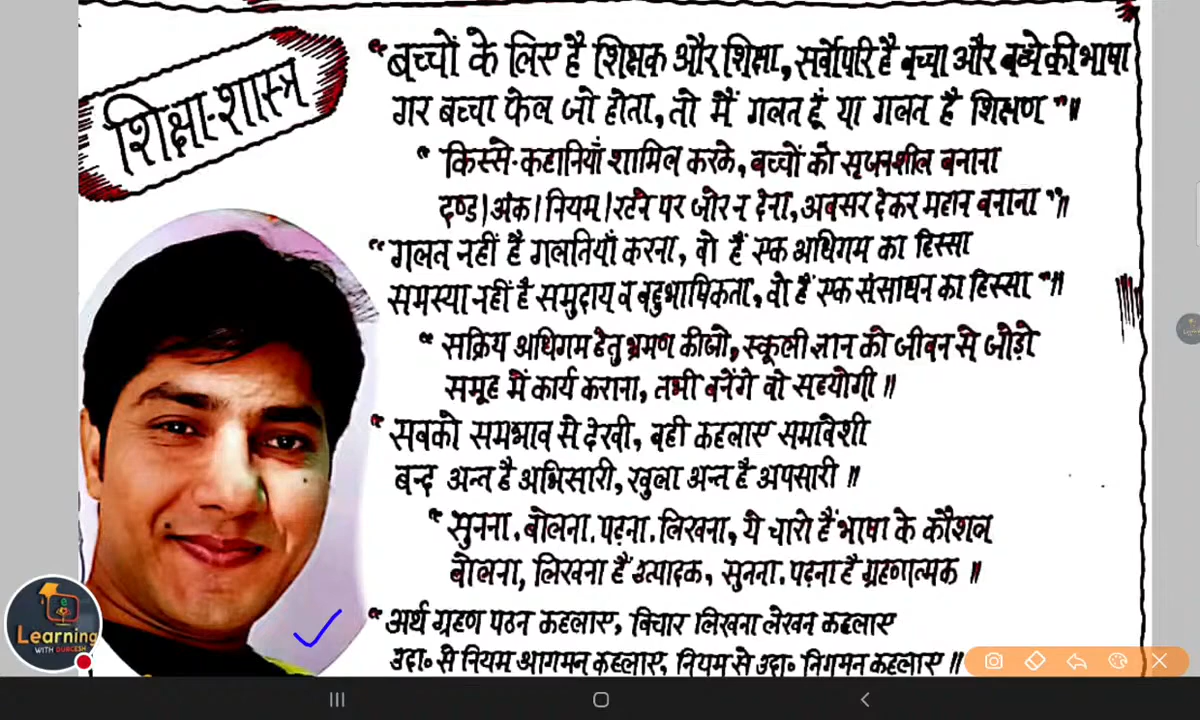 शिक्षा-शास्त्र
“बच्चों के लिए है शिक्षक और शिक्षा, सर्वोपरि है बच्चा और बच्चे की भाषा
गर बच्चा फेल जो होता, तो मैं गलत हूँ या गलत है शिक्षण”॥
“किस्से-कहानियाँ शामिल करके, बच्चों को सृजनशील बनाना
दण्ड।अंक।नियम।रटने पर जोर न देना, अवसर देकर महान बनाना”॥
“गलत नहीं है गलतियाँ करना, वो हैं एक अधिगम का हिस्सा
समस्या नहीं है समुदाय व बहुभाषिकता, वो हैं एक संसाधन का हिस्सा”॥
“सक्रिय अधिगम हेतु भ्रमण कीजो, स्कूली ज्ञान को जीवन से जोड़ो
समूह में कार्य कराना, तभी बनेंगे वो सहयोगी॥
“सबको समभाव से देखी, वही कहलाए समावेशी
बन्द अन्त है अभिसारी, खुला अन्त है अपसारी॥
“सुनना.बोलना.पढ़ना.लिखना, ये चारो हैं भाषा के कौशल
बोलना, लिखना हैं उत्पादक, सुनना.पढ़ना है ग्रहणात्मक॥
“अर्थ ग्रहण पठन कहलाए, विचार लिखना लेखन कहलाए
उदा॰ से नियम आगमन कहलाए, नियम से उदा॰ निगमन कहलाए॥
Learning
WITH DURGESH